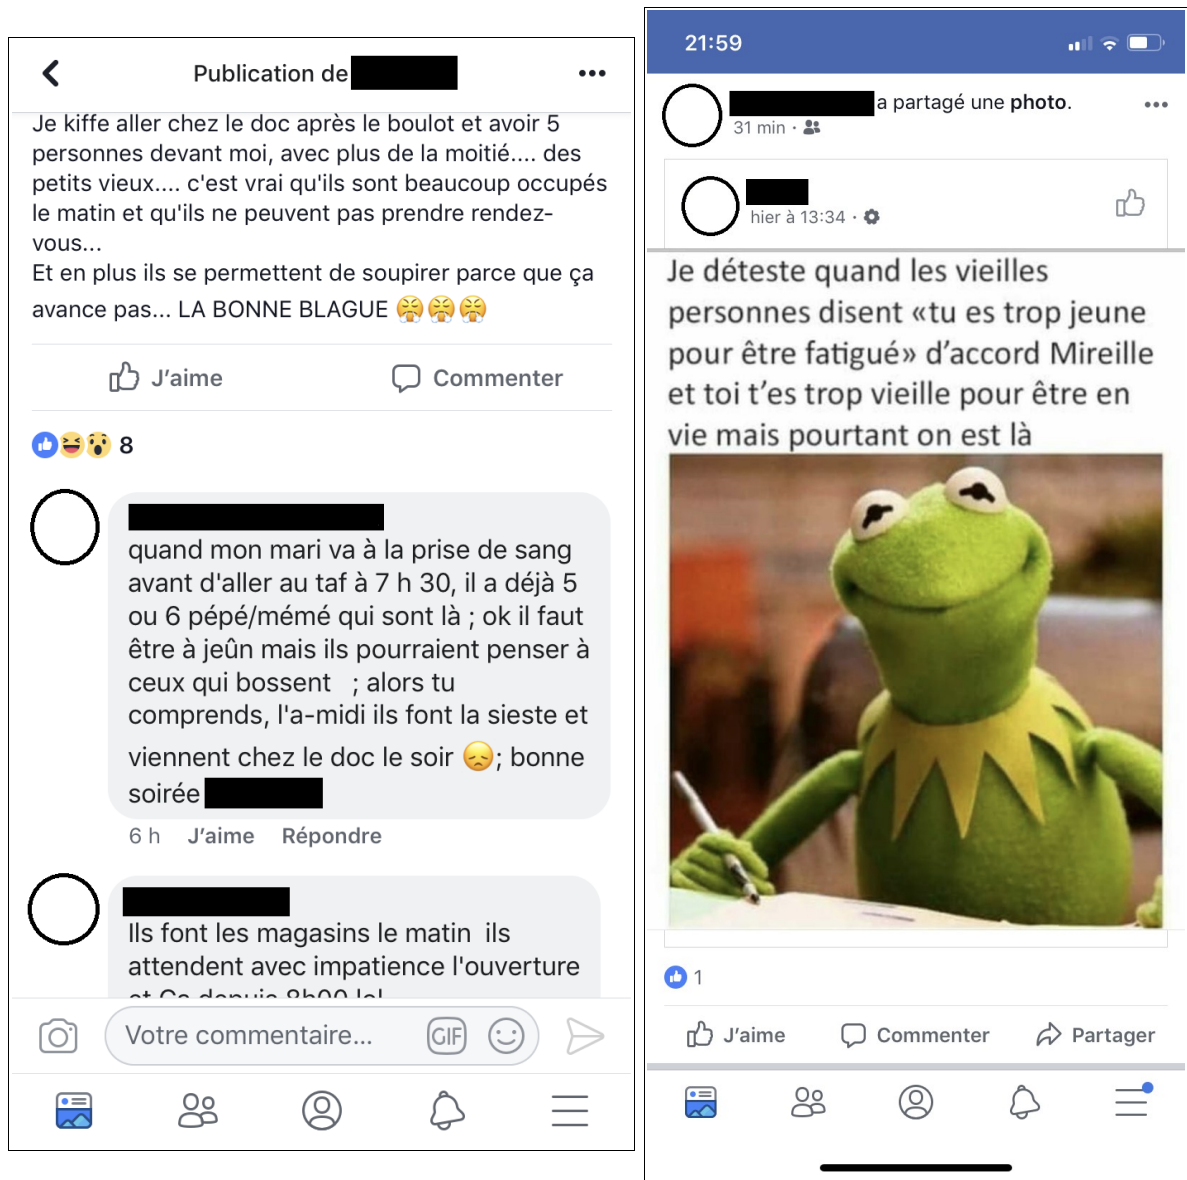 Publication de
Je kiffe aller chez le doc après le boulot et avoir 5
personnes devant moi, avec plus de la moitié.... des
petits vieux.... c'est vrai qu'ils sont beaucoup occupés
le matin et qu'ils ne peuvent pas prendre rendez-
vous...
Et en plus ils se permettent de soupirer parce que ça
avance pas... LA BONNE BLAGUE 😤😤😤
J'aime
Commenter
8
quand mon mari va à la prise de sang
avant d'aller au taf à 7 h 30, il a déjà 5
ou 6 pépé/mémé qui sont là ; ok il faut
être à jeûn mais ils pourraient penser à
ceux qui bossent ; alors tu
comprends, l'a-midi ils font la sieste et
viennent chez le doc le soir 😞; bonne
soirée
6 h J'aime Répondre
Ils font les magasins le matin ils
attendent avec impatience l'ouverture
et Ça depuis 8h00 lol
Votre commentaire...
GIF
21:59
a partagé une photo.
31 min
hier à 13:34
Je déteste quand les vieilles
personnes disent «tu es trop jeune
pour être fatigué» d’accord Mireille
et toi t’es trop vieille pour être en
vie mais pourtant on est là
1
J'aime
Commenter
Partager